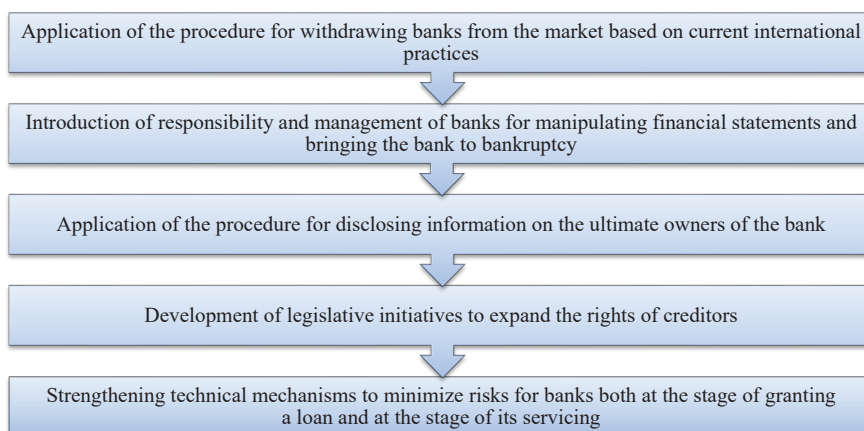 Application of the procedure for withdrawing banks from the market based on current international
practices
Introduction of responsibility and management of banks for manipulating financial statements and
bringing the bank to bankruptcy
Application of the procedure for disclosing information on the ultimate owners of the bank
Development of legislative initiatives to expand the rights of creditors
Strengthening technical mechanisms to minimize risks for banks both at the stage of granting
a loan and at the stage of its servicing